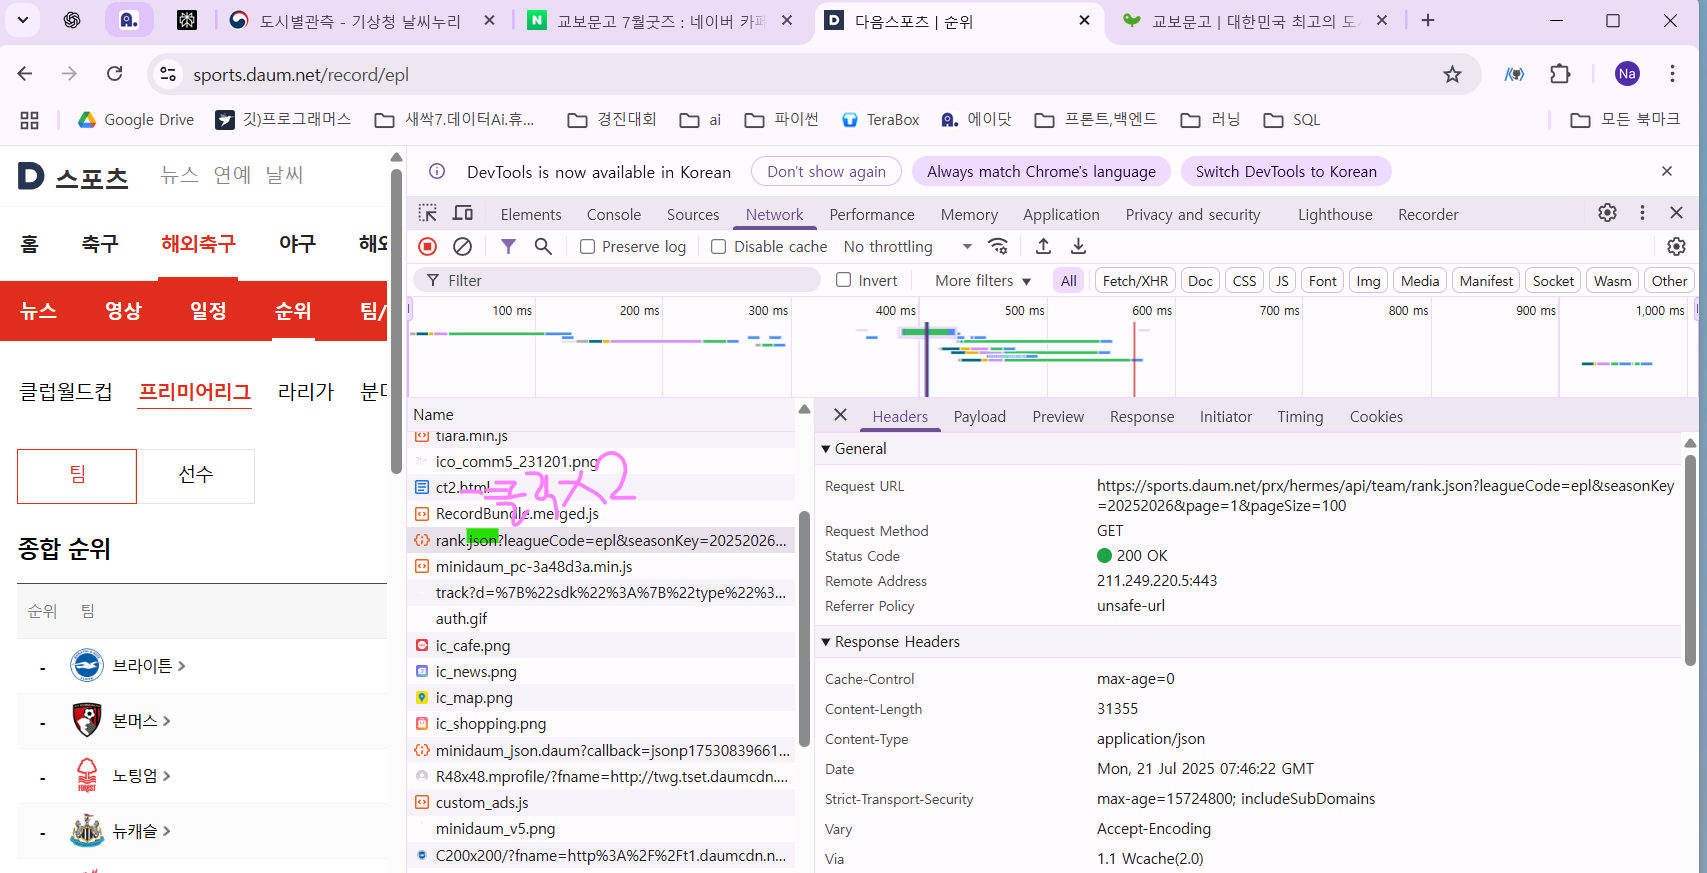 도시별관측 - 기상청 날씨누리
교보문고 7월굿즈 : 네이버 카페
다음스포츠 | 순위
교보문고 | 대한민국 최고의 도
sports.daum.net/record/epl
Na
Google Drive
깃)프로그래머스
새싹7.데이터Ai.휴...
경진대회
ai
파이썬
TeraBox
에이닷
프론트,백엔드
러닝
SQL
모든 북마크
D 스포츠
뉴스 연예 날씨
홈 축구 해외축구 야구 해외
뉴스 영상 일정 순위 팀/
클럽월드컵 프리미어리그 라리가 분데
팀 선수
종합 순위
순위 팀
- 브라이튼 >
- 본머스 >
- 노팅엄 >
- 뉴캐슬 >
DevTools is now available in Korean
Don't show again
Always match Chrome's language
Switch DevTools to Korean
Elements Console Sources Network Performance Memory Application Privacy and security Lighthouse Recorder
Preserve log Disable cache No throttling
Filter Invert More filters All Fetch/XHR Doc CSS JS Font Img Media Manifest Socket Wasm Other
100 ms 200 ms 300 ms 400 ms 500 ms 600 ms 700 ms 800 ms 900 ms 1,000 ms
Name
tiara.min.js
ico_comm5_231201.png
ct2.html
클릭X2
RecordBundle.merged.js
rank.json?leagueCode=epl&seasonKey=20252026...
minidaum_pc-3a48d3a.min.js
track?d=%7B%22sdk%22%3A%7B%22type%22%3...
auth.gif
ic_cafe.png
ic_news.png
ic_map.png
ic_shopping.png
minidaum_json.daum?callback=jsonp17530839661...
R48x48.mprofile/?fname=http://twg.tset.daumcdn....
custom_ads.js
minidaum_v5.png
C200x200/?fname=http%3A%2F%2Ft1.daumcdn.n...
Headers Payload Preview Response Initiator Timing Cookies
General
Request URL https://sports.daum.net/prx/hermes/api/team/rank.json?leagueCode=epl&seasonKey
=20252026&page=1&pageSize=100
Request Method GET
Status Code 200 OK
Remote Address 211.249.220.5:443
Referrer Policy unsafe-url
Response Headers
Cache-Control max-age=0
Content-Length 31355
Content-Type application/json
Date Mon, 21 Jul 2025 07:46:22 GMT
Strict-Transport-Security max-age=15724800; includeSubDomains
Vary Accept-Encoding
Via 1.1 Wcache(2.0)